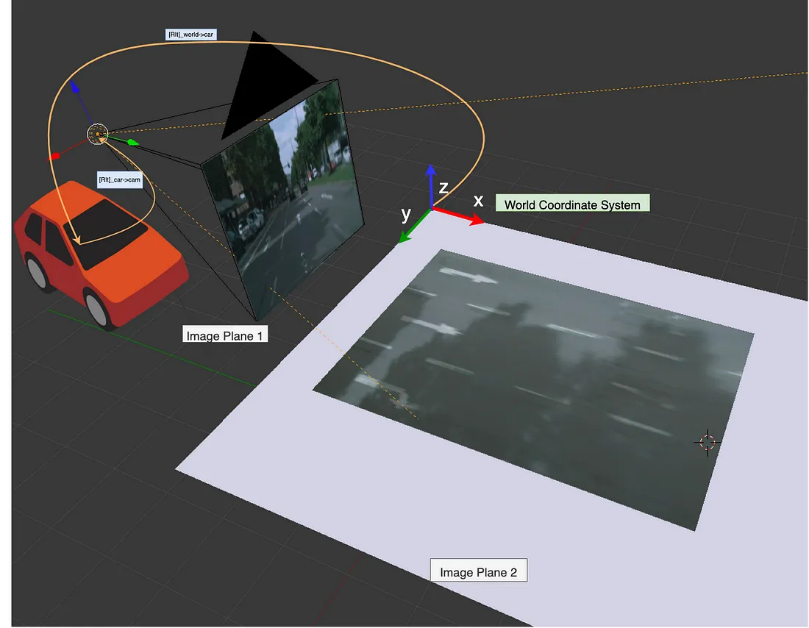 [R|t]_world->car
[R|t]_car->cam
z
x
y
World Coordinate System
Image Plane 1
Image Plane 2